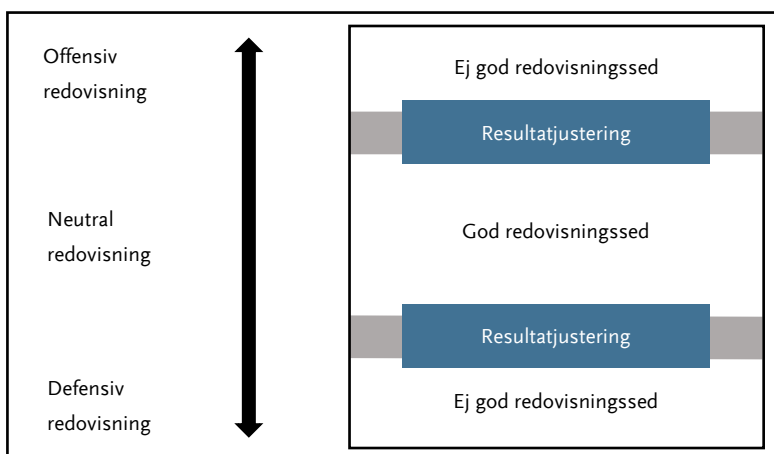 Offensiv
redovisning
Ej god redovisningssed
Resultatjustering
Neutral
redovisning
God redovisningssed
Resultatjustering
Defensiv
redovisning
Ej god redovisningssed